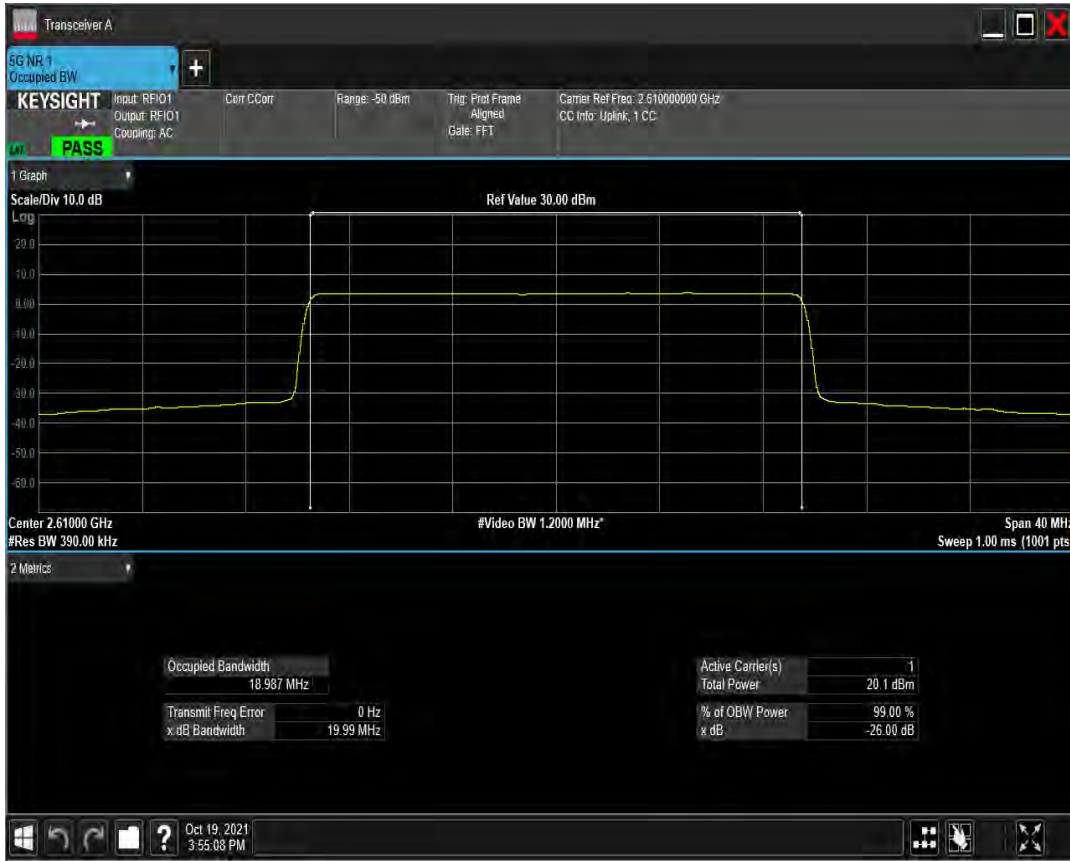 Transceiver A
5G NR 1
Occupied BW
KEYSIGHT
PASS
Input: RFIO1
Output: RFIO1
Coupling: AC
Corr CCorr
Range: -50 dBm
Trig: Prot Frame
Aligned
Gate: FFT
Carrier Ref Freq: 2.610000000 GHz
CC Info: Uplink, 1 CC
1 Graph
Scale/Div 10.0 dB
Ref Value 30.00 dBm
Log
20.0
10.0
0.00
-10.0
-20.0
-30.0
-40.0
-50.0
-60.0
Center 2.61000 GHz
#Video BW 1.2000 MHz*
Span 40 MHz
#Res BW 390.00 kHz
Sweep 1.00 ms (1001 pts
2 Metrics
Occupied Bandwidth
18.987 MHz
Transmit Freq Error 0 Hz
x dB Bandwidth 19.99 MHz
Active Carrier(s) 1
Total Power 20.1 dBm
% of OBW Power 99.00 %
x dB -26.00 dB
?
Oct 19, 2021
3:55:08 PM